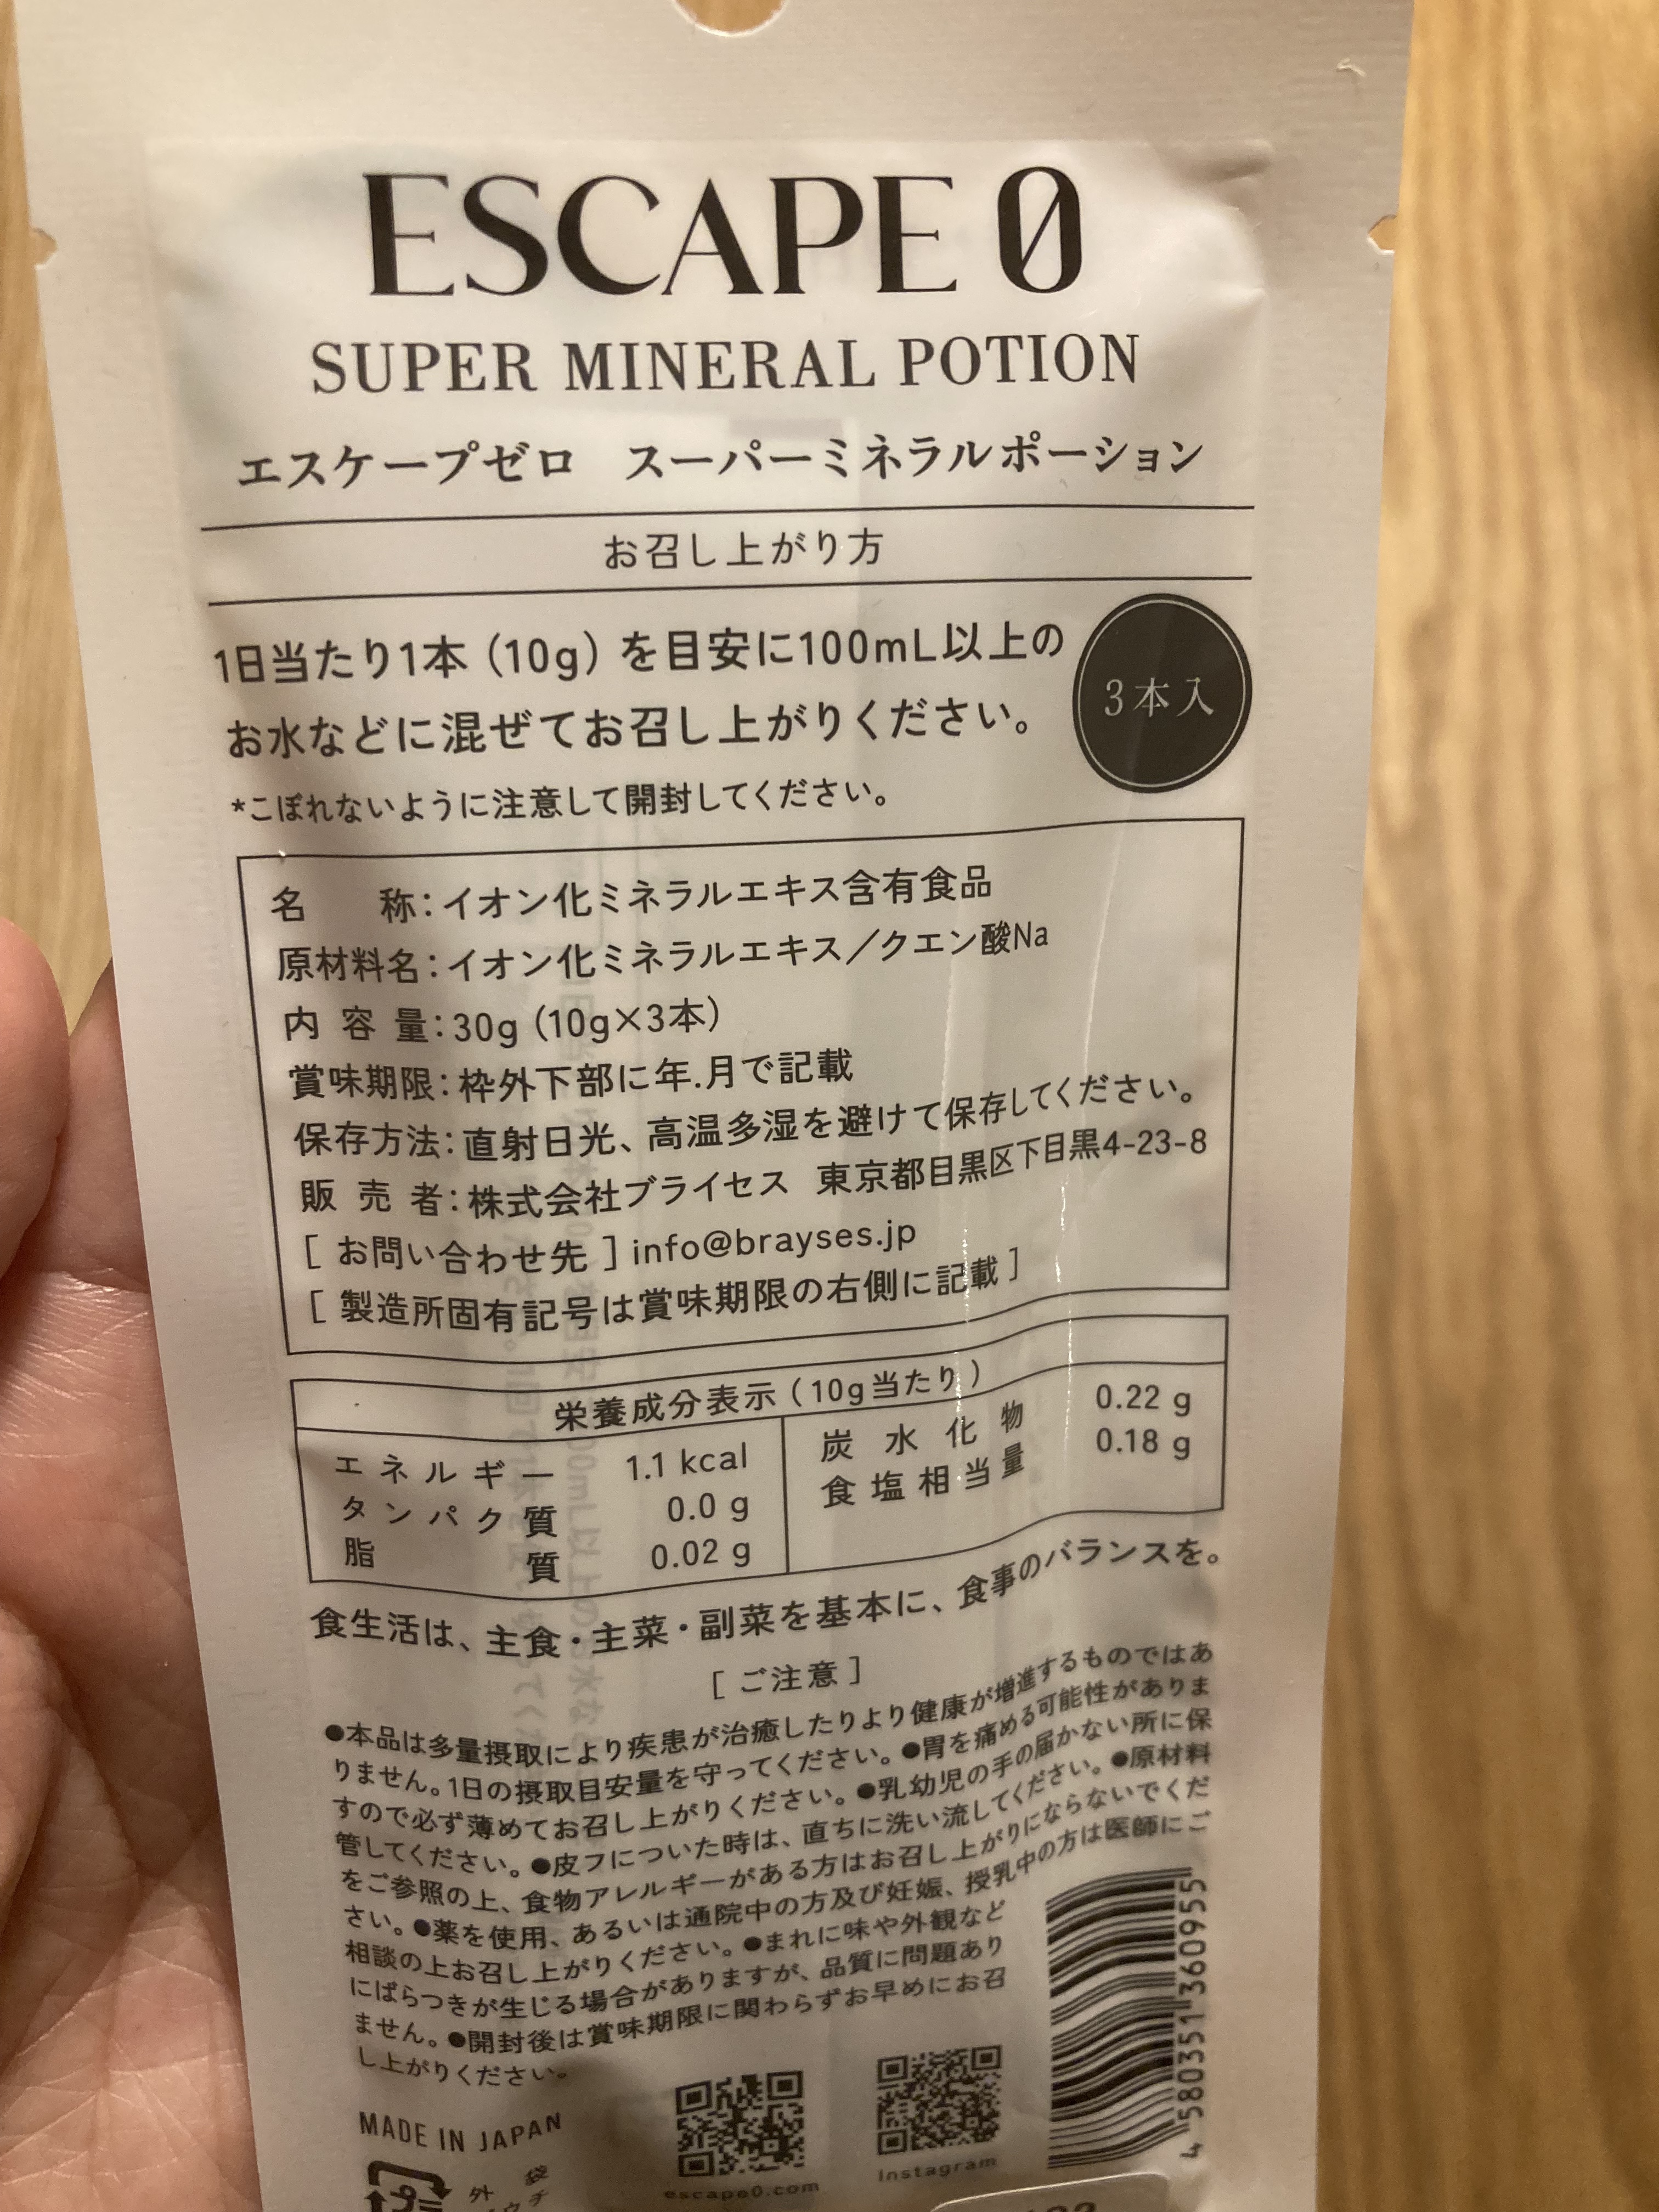 ESCAPE 0
SUPER MINERAL POTION
エスケープゼロ　スーパーミネラルポーション
お召し上がり方
1日当たり1本（10g）を目安に100mL以上の
お水などに混ぜてお召し上がりください。
3本入
*こぼれないように注意して開封してください。
名　称：イオン化ミネラルエキス含有食品
原材料名：イオン化ミネラルエキス／クエン酸Na
内容量：30g（10g×3本）
賞味期限：枠外下部に年.月で記載
保存方法：直射日光、高温多湿を避けて保存してください。
販売者：株式会社ブライセス　東京都目黒区下目黒4-23-8
［お問い合わせ先］info@brayses.jp
［製造所固有記号は賞味期限の右側に記載］
栄養成分表示（10g当たり）
エネルギー　1.1 kcal
タンパク質　0.0 g
脂質　0.02 g
炭水化物　0.22 g
食塩相当量　0.18 g
食生活は、主食・主菜・副菜を基本に、食事のバランスを。
［ご注意］
●本品は多量摂取により疾患が治癒したりより健康が増進するものではあ
りません。1日の摂取目安量を守ってください。●胃を痛める可能性がありま
すので必ず薄めてお召し上がりください。●乳幼児の手の届かない所に保
管してください。●皮フについた時は、直ちに洗い流してください。●原材料
をご参照の上、食物アレルギーがある方はお召し上がりにならないでくだ
さい。●薬を使用、あるいは通院中の方及び妊娠、授乳中の方は医師にご
相談の上お召し上がりください。●まれに味や外観など
にばらつきが生じる場合がありますが、品質に問題あり
ません。●開封後は賞味期限に関わらずお早めにお召
し上がりください。
4 580351 360955
MADE IN JAPAN
escape0.com
Instagram
外袋